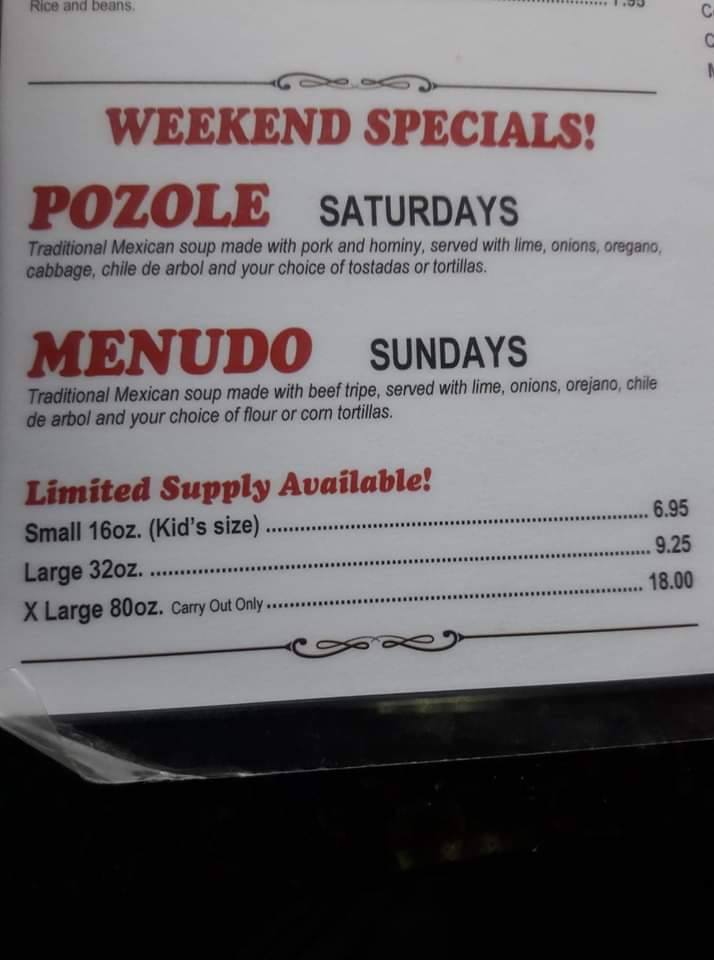 Rice and beans.
WEEKEND SPECIALS!
POZOLE SATURDAYS
Traditional Mexican soup made with pork and hominy, served with lime, onions, oregano,
cabbage, chile de arbol and your choice of tostadas or tortillas.
MENUDO SUNDAYS
Traditional Mexican soup made with beef tripe, served with lime, onions, orejano, chile
de arbol and your choice of flour or corn tortillas.
Limited Supply Available!
Small 16oz. (Kid's size) ........ 6.95
Large 32oz. ........ 9.25
X Large 80oz. Carry Out Only ........ 18.00